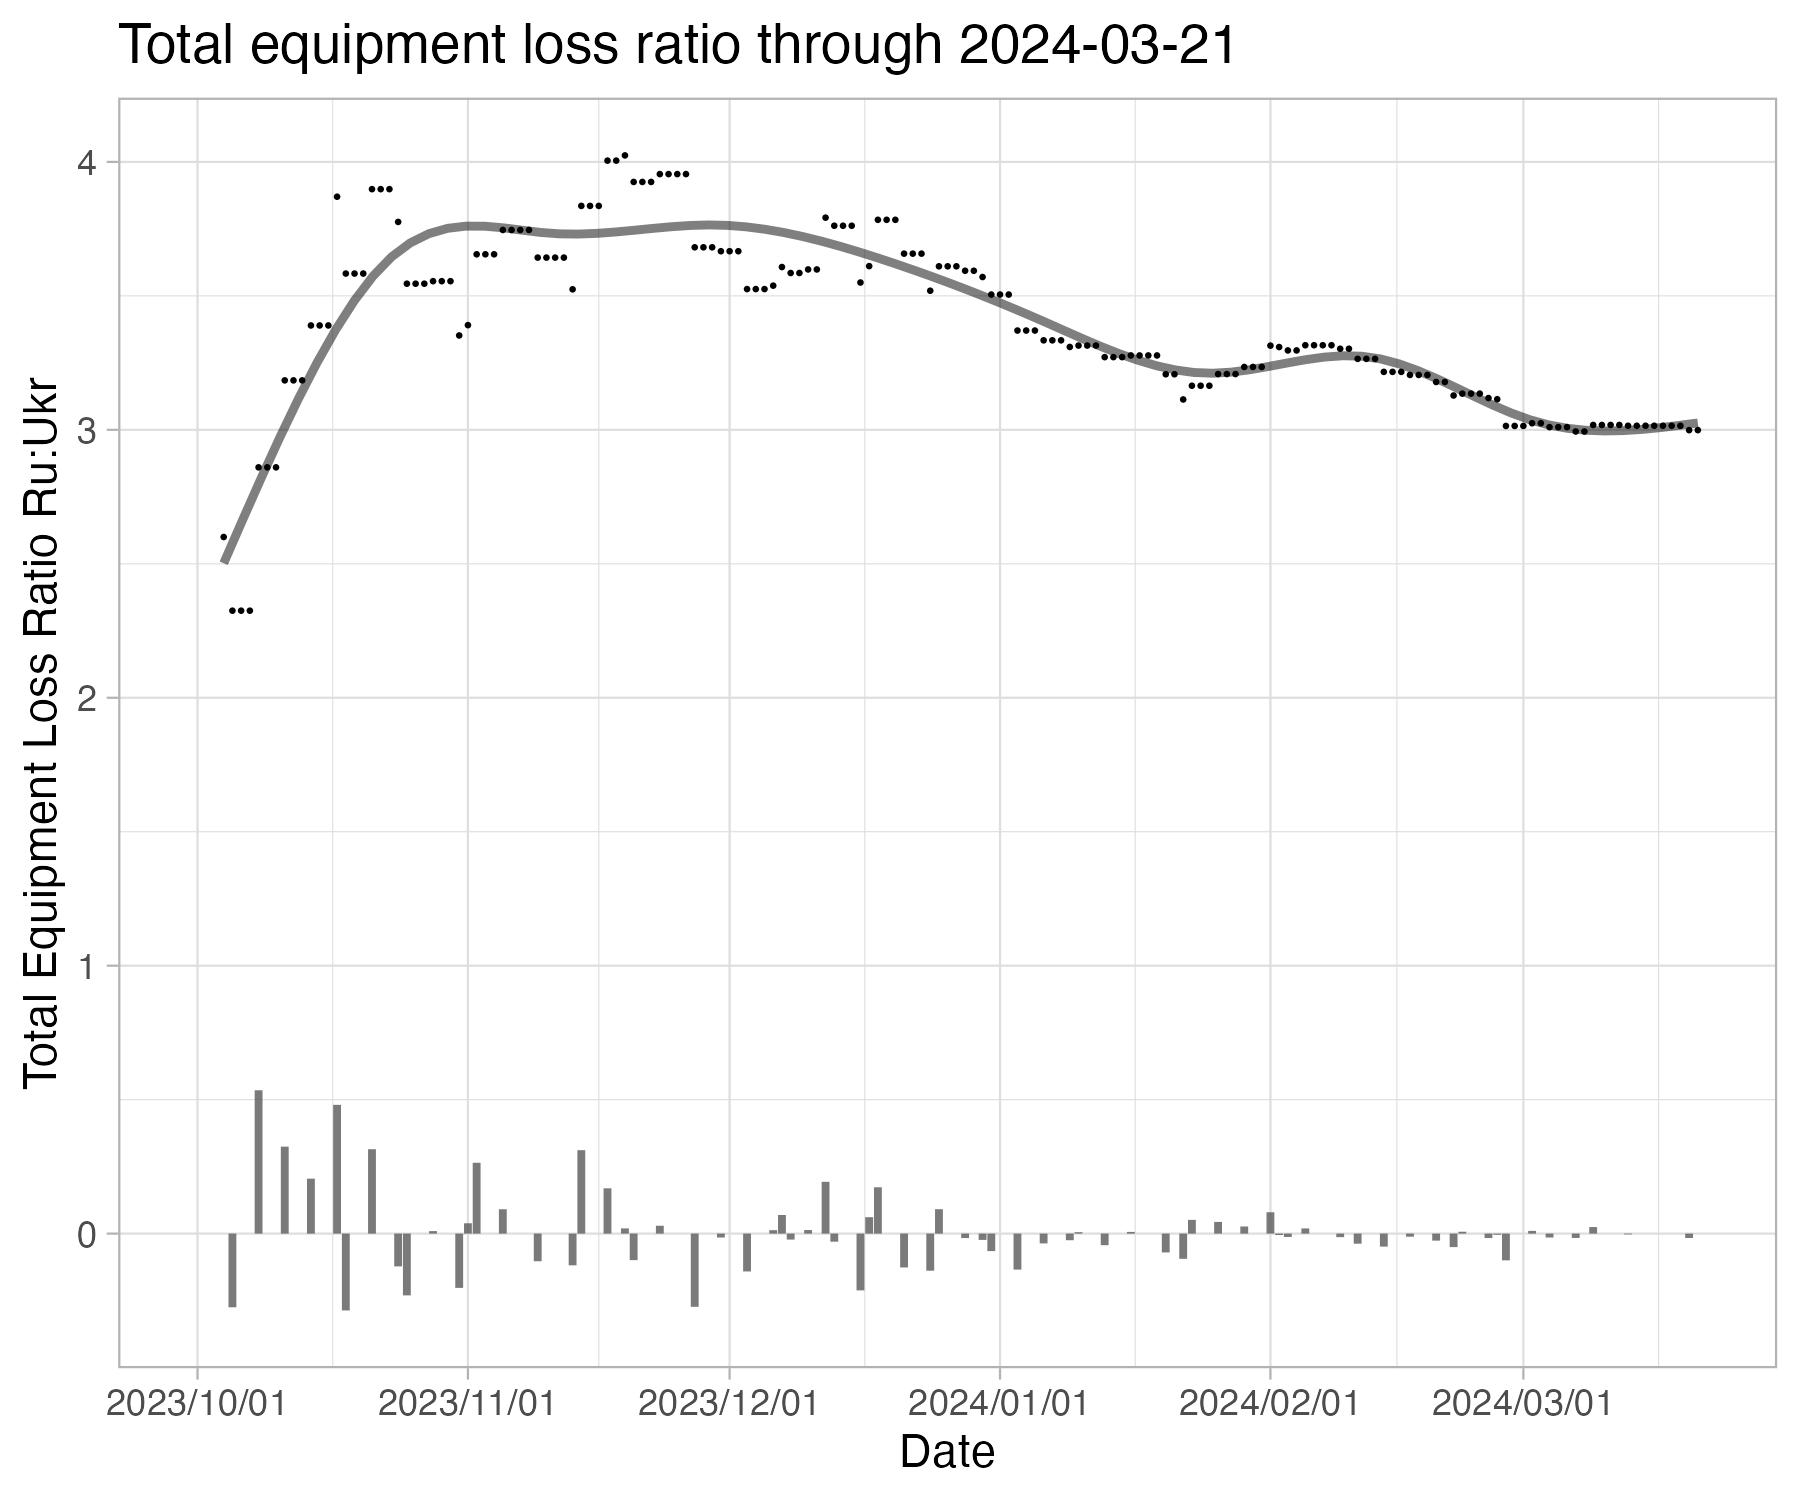 Total equipment loss ratio through 2024-03-21
Total Equipment Loss Ratio Ru:Ukr
4
3
2
1
0
2023/10/01 2023/11/01 2023/12/01 2024/01/01 2024/02/01 2024/03/01
Date